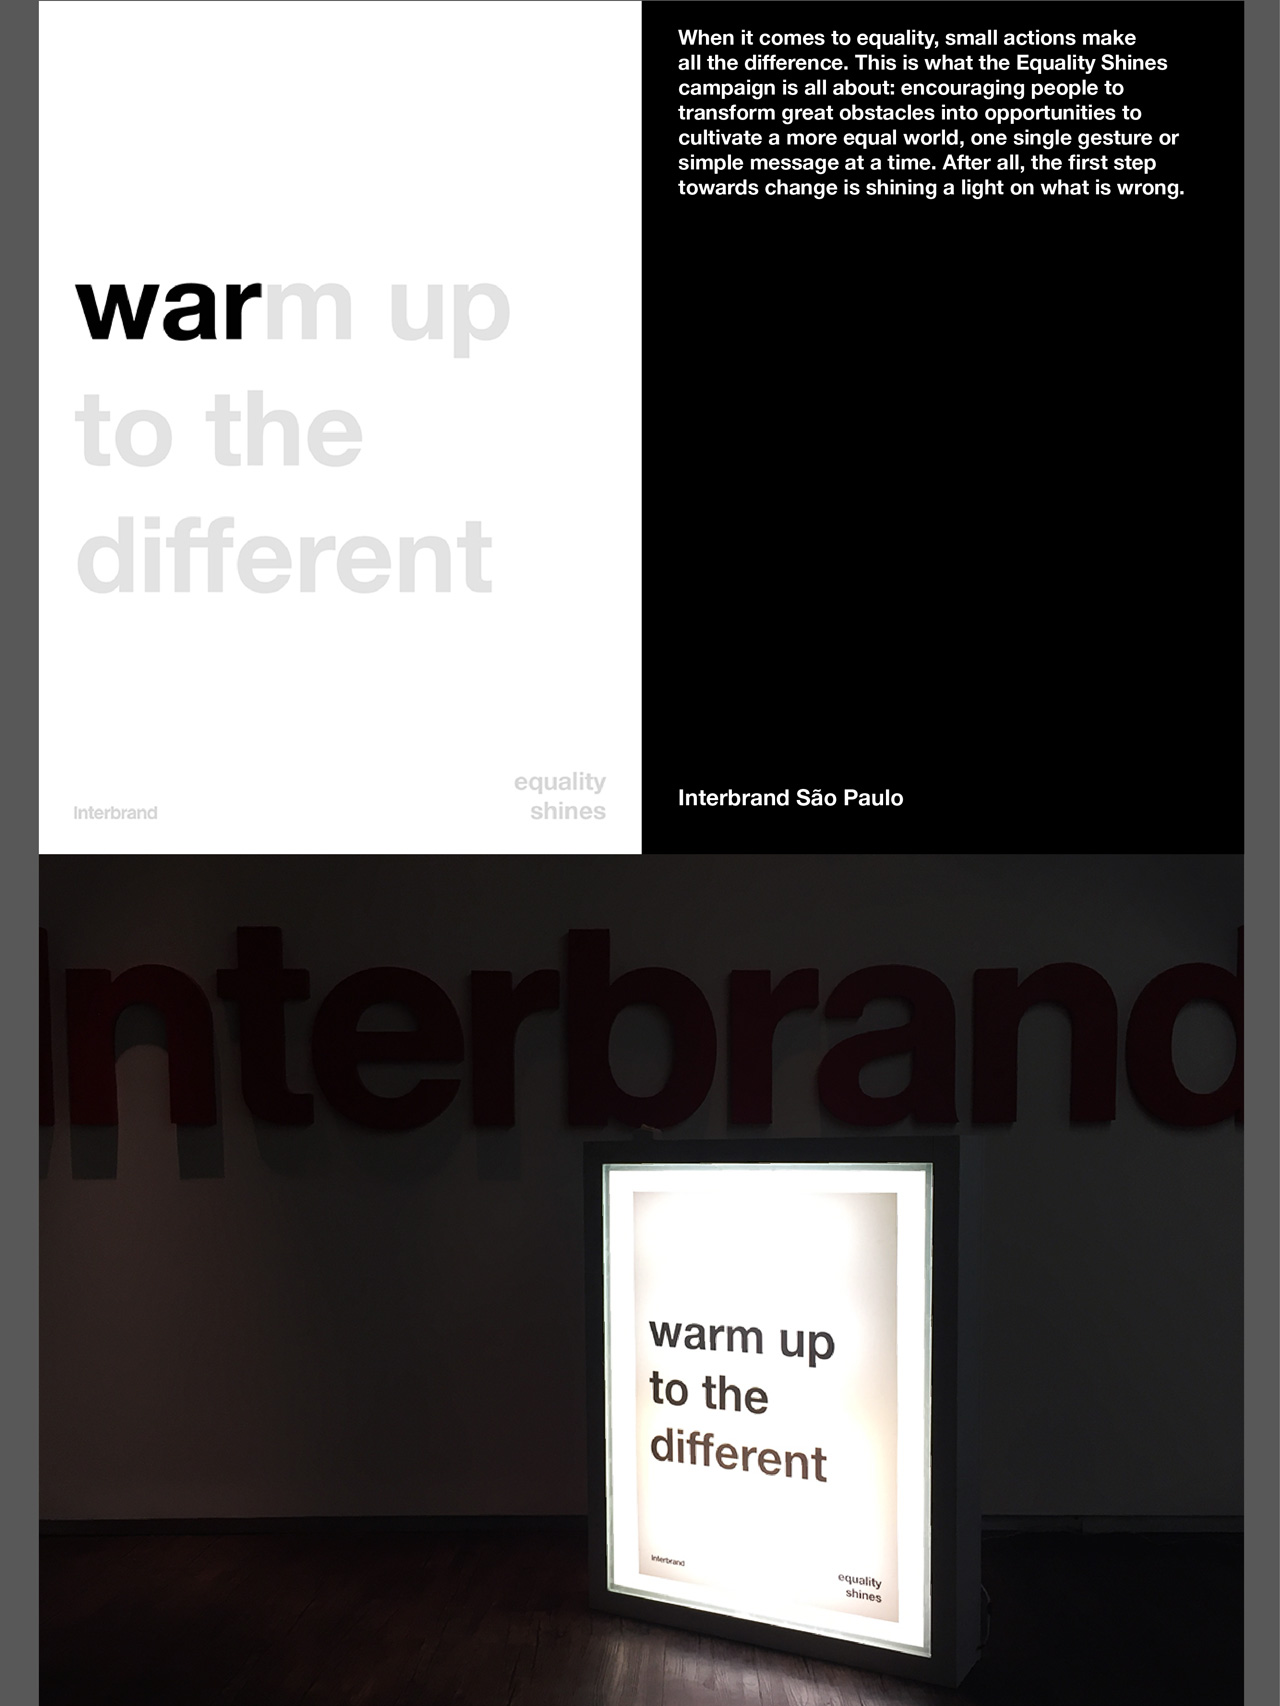 warm up
to the
different
Interbrand
equality
shines
When it comes to equality, small actions make
all the difference. This is what the Equality Shines
campaign is all about: encouraging people to
transform great obstacles into opportunities to
cultivate a more equal world, one single gesture or
simple message at a time. After all, the first step
towards change is shining a light on what is wrong.
Interbrand São Paulo
Interbrand
warm up
to the
different
Interbrand
equality
shines